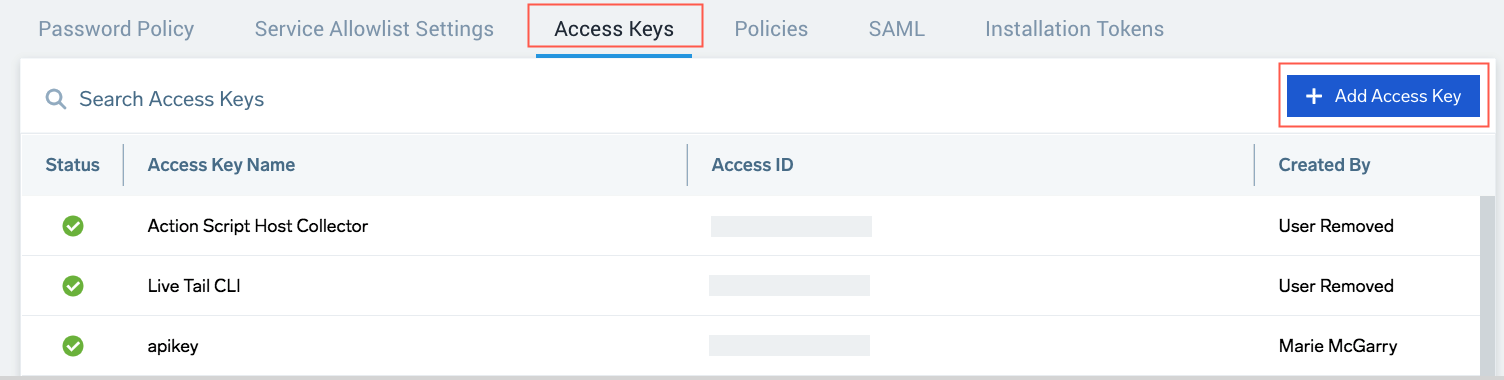 Password Policy Service Allowlist Settings Access Keys Policies SAML Installation Tokens
Search Access Keys + Add Access Key
Status Access Key Name Access ID Created By
Action Script Host Collector User Removed
Live Tail CLI User Removed
apikey Marie McGarry